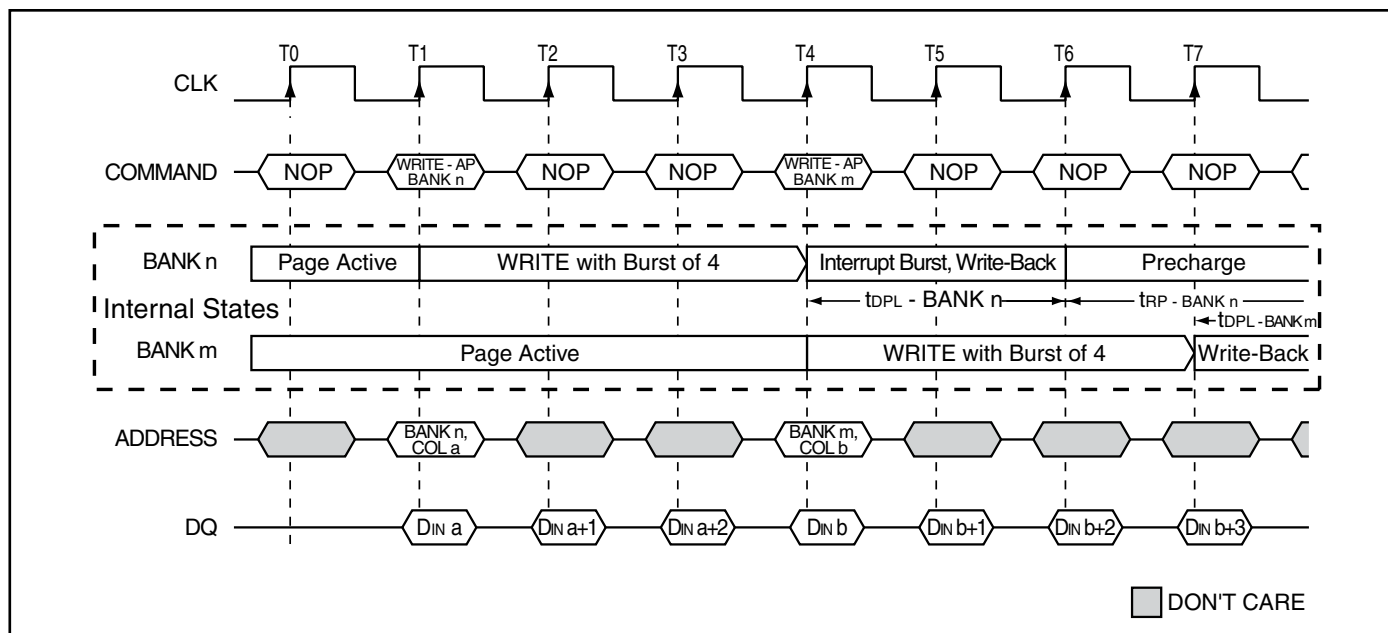 T0 T1 T2 T3 T4 T5 T6 T7
CLK
COMMAND NOP WRITE - AP BANK n NOP NOP WRITE - AP BANK m NOP NOP NOP
BANK n Page Active WRITE with Burst of 4 Interrupt Burst, Write-Back Precharge
tDPL - BANK n tRP - BANK n
Internal States
tDPL - BANK m
BANK m Page Active WRITE with Burst of 4 Write-Back
ADDRESS BANK n, COL a BANK m, COL b
DQ DIN a DIN a+1 DIN a+2 DIN b DIN b+1 DIN b+2 DIN b+3
DON'T CARE